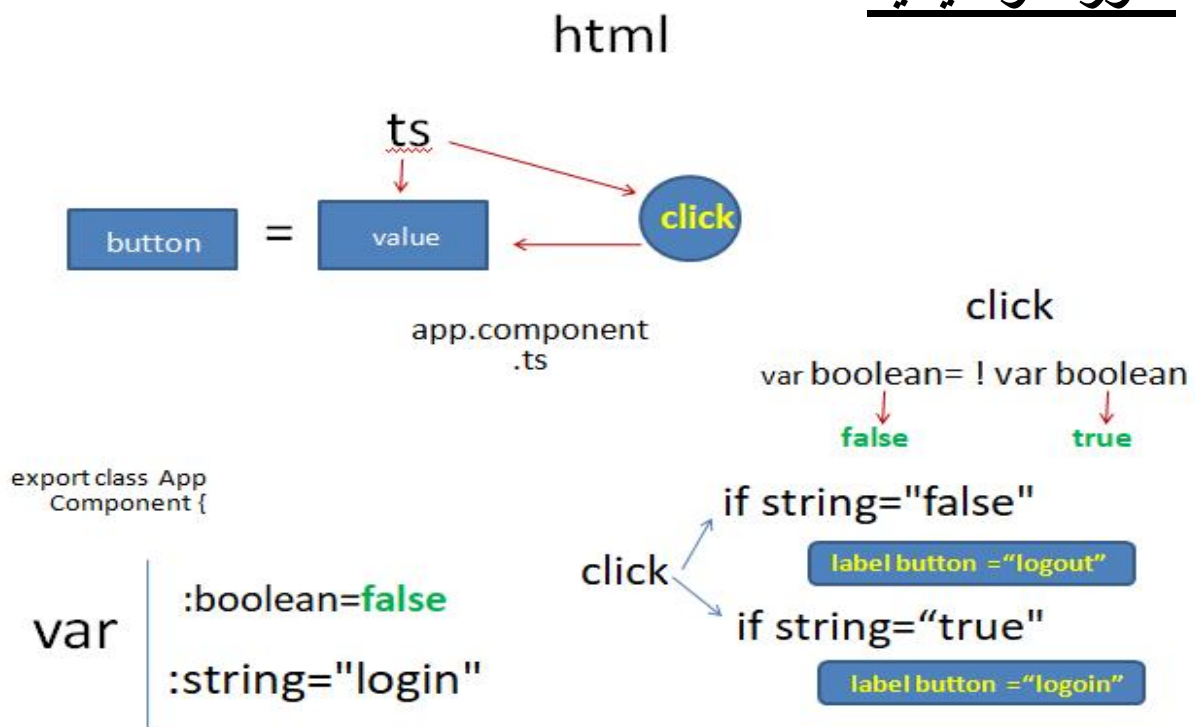 html
ts
button
=
value
click
app.component
.ts
click
var boolean= ! var boolean
false
true
export class App
Component {
if string="false"
label button ="logout"
click
if string=“true"
label button =“logoin”
var
:boolean=false
:string="login"